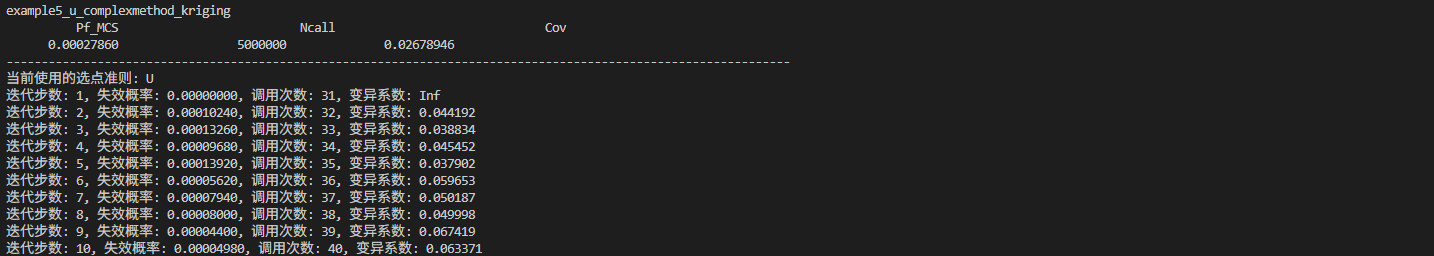 example5_u_complexmethod_kriging
Pf_MCS Ncall Cov
0.00027860 5000000 0.02678946
----------------------------------------------------------------------------------------------------------------
当前使用的选点准则: U
迭代步数: 1, 失效概率: 0.00000000, 调用次数: 31, 变异系数: Inf
迭代步数: 2, 失效概率: 0.00010240, 调用次数: 32, 变异系数: 0.044192
迭代步数: 3, 失效概率: 0.00013260, 调用次数: 33, 变异系数: 0.038834
迭代步数: 4, 失效概率: 0.00009680, 调用次数: 34, 变异系数: 0.045452
迭代步数: 5, 失效概率: 0.00013920, 调用次数: 35, 变异系数: 0.037902
迭代步数: 6, 失效概率: 0.00005620, 调用次数: 36, 变异系数: 0.059653
迭代步数: 7, 失效概率: 0.00007940, 调用次数: 37, 变异系数: 0.050187
迭代步数: 8, 失效概率: 0.00008000, 调用次数: 38, 变异系数: 0.049998
迭代步数: 9, 失效概率: 0.00004400, 调用次数: 39, 变异系数: 0.067419
迭代步数: 10, 失效概率: 0.00004980, 调用次数: 40, 变异系数: 0.063371